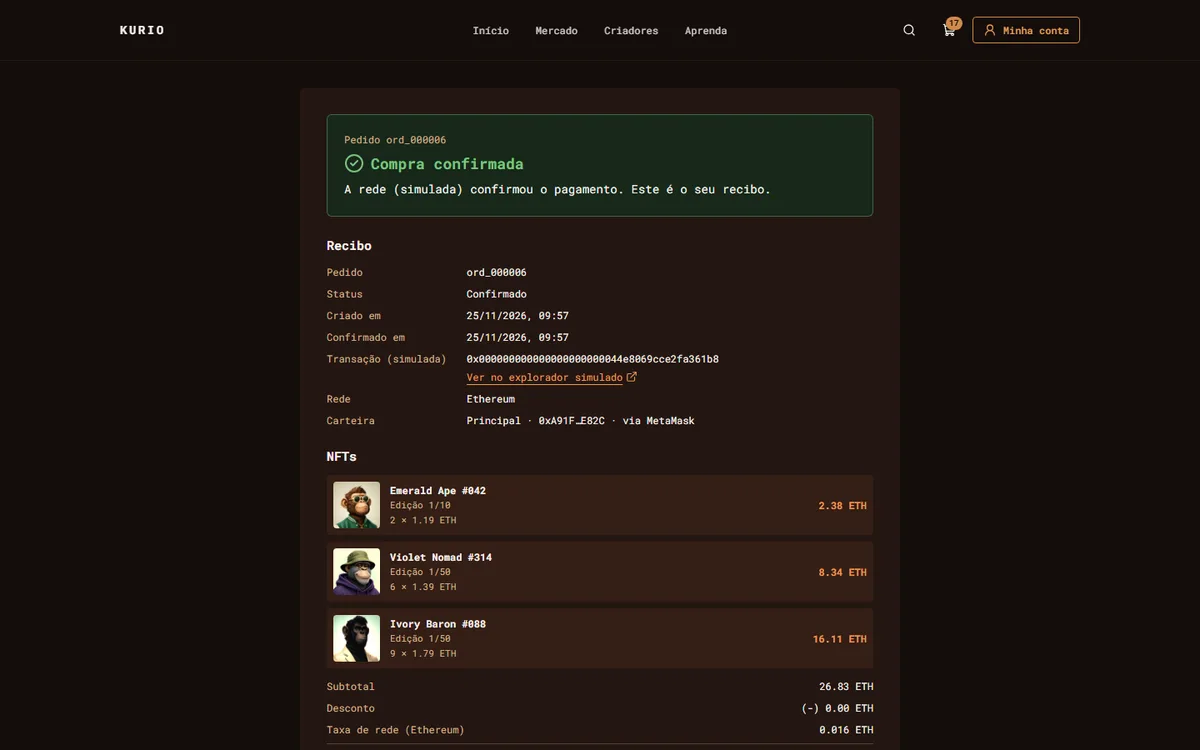 KURIO
Início
Mercado
Criadores
Aprenda
17
Minha conta
Pedido ord_000006
Compra confirmada
A rede (simulada) confirmou o pagamento. Este é o seu recibo.
Recibo
Pedido ord_000006
Status Confirmado
Criado em 25/11/2026, 09:57
Confirmado em 25/11/2026, 09:57
Transação (simulada) 0x000000000000000000000044e8069cce2fa361b8
Ver no explorador simulado
Rede Ethereum
Carteira Principal · 0xA91F…E82C · via MetaMask
NFTs
Emerald Ape #042
Edição 1/10
2 × 1.19 ETH
2.38 ETH
Violet Nomad #314
Edição 1/50
6 × 1.39 ETH
8.34 ETH
Ivory Baron #088
Edição 1/50
9 × 1.79 ETH
16.11 ETH
Subtotal 26.83 ETH
Desconto (-) 0.00 ETH
Taxa de rede (Ethereum) 0.016 ETH